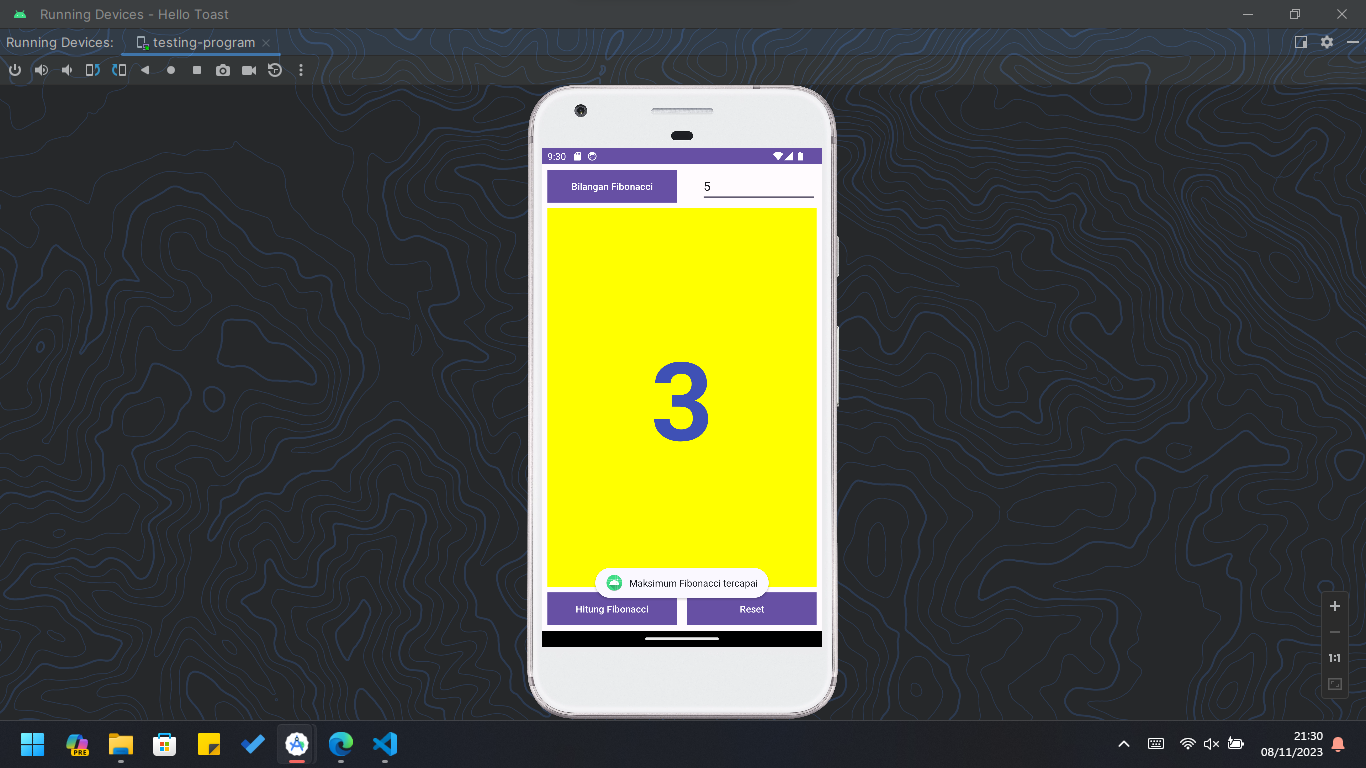 Running Devices - Hello Toast
Running Devices:
testing-program
9:30
Bilangan Fibonacci
5
3
Maksimum Fibonacci tercapai
Hitung Fibonacci
Reset
1:1
PRE
21:30
08/11/2023